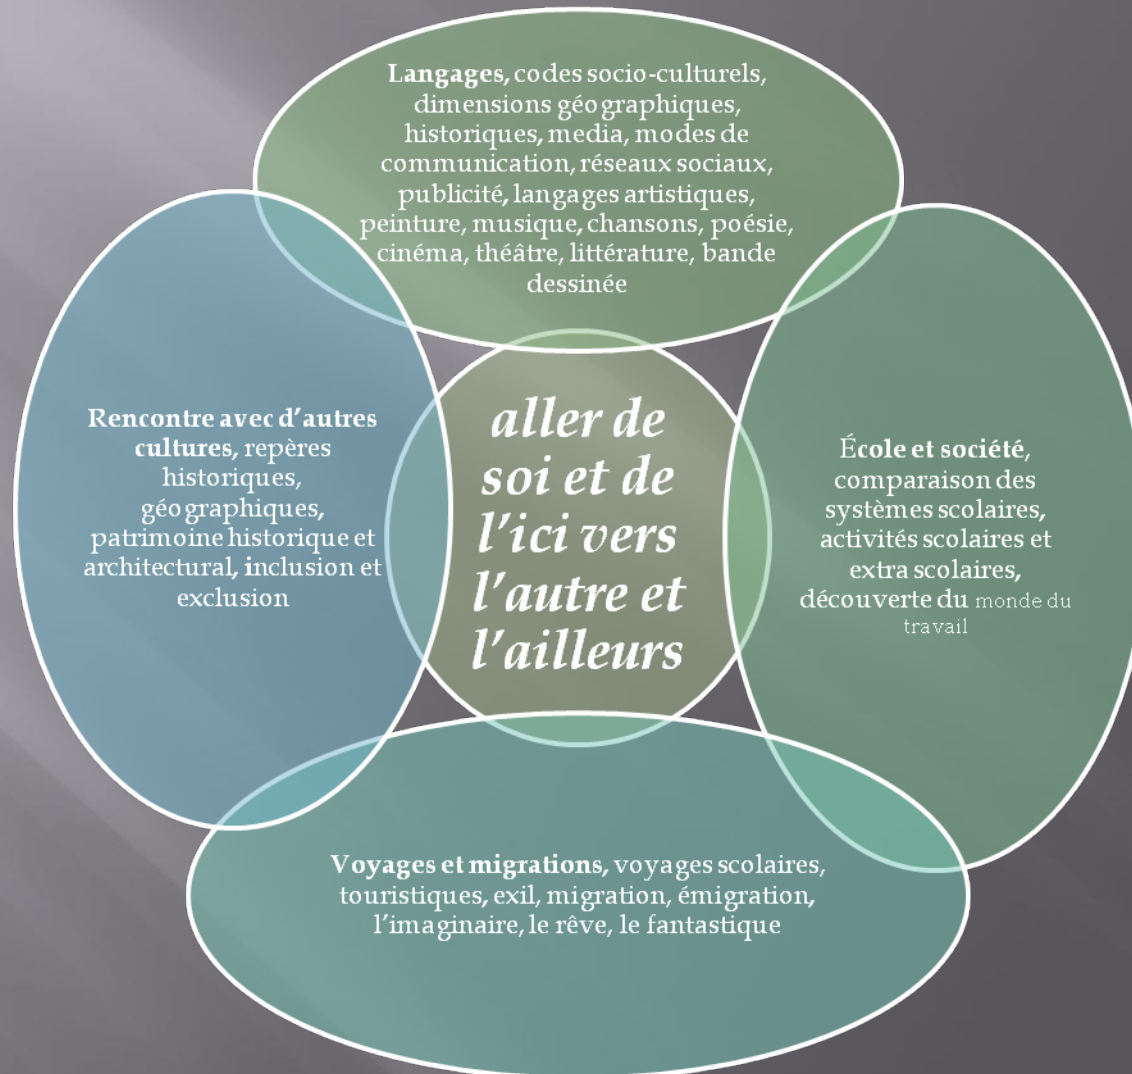 Langages, codes socio-culturels,
dimensions géographiques,
historiques, media, modes de
communication, réseaux sociaux,
publicité, langages artistiques,
peinture, musique, chansons, poésie,
cinéma, théâtre, littérature, bande
dessinée
Rencontre avec d'autres
cultures, repères
historiques,
géographiques,
patrimoine historique et
architectural, inclusion et
exclusion
aller de
soi et de
l'ici vers
l'autre et
l'ailleurs
École et société,
comparaison des
systèmes scolaires,
activités scolaires et
extra scolaires,
découverte du monde du
travail
Voyages et migrations, voyages scolaires,
touristiques, exil, migration, émigration,
l'imaginaire, le rêve, le fantastique